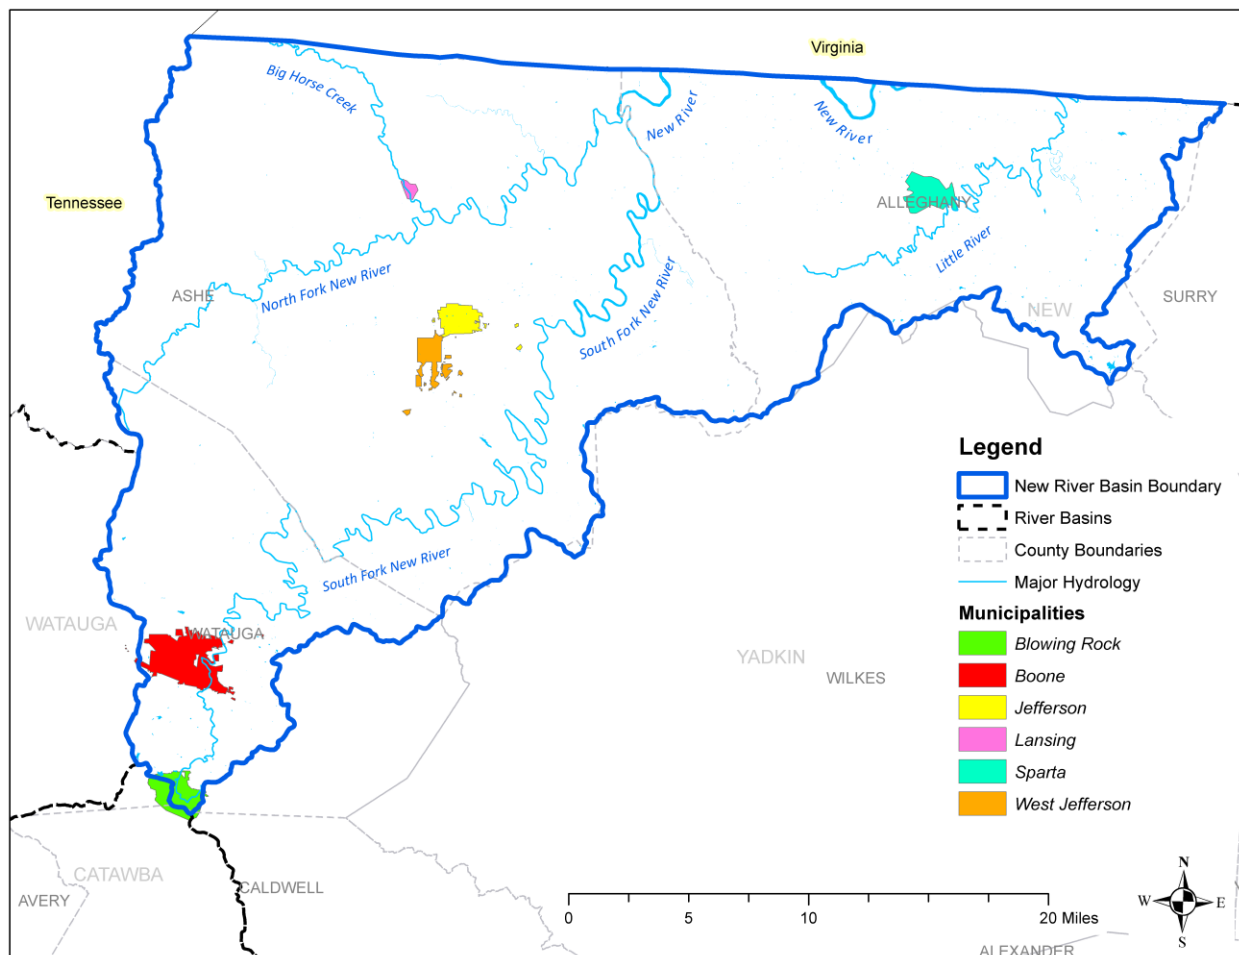 Virginia
Big Horse Creek
New River
New River
Tennessee
ALLEGHANY
Little River
North Fork New River
ASHE
South Fork New River
NEW
SURRY
Legend
New River Basin Boundary
River Basins
County Boundaries
Major Hydrology
Municipalities
Blowing Rock
Boone
Jefferson
Lansing
Sparta
West Jefferson
South Fork New River
WATAUGA
WATAUGA
YADKIN
WILKES
CATAWBA
CALDWELL
AVERY
0 5 10 20 Miles
N
W E
S
ALEXANDER